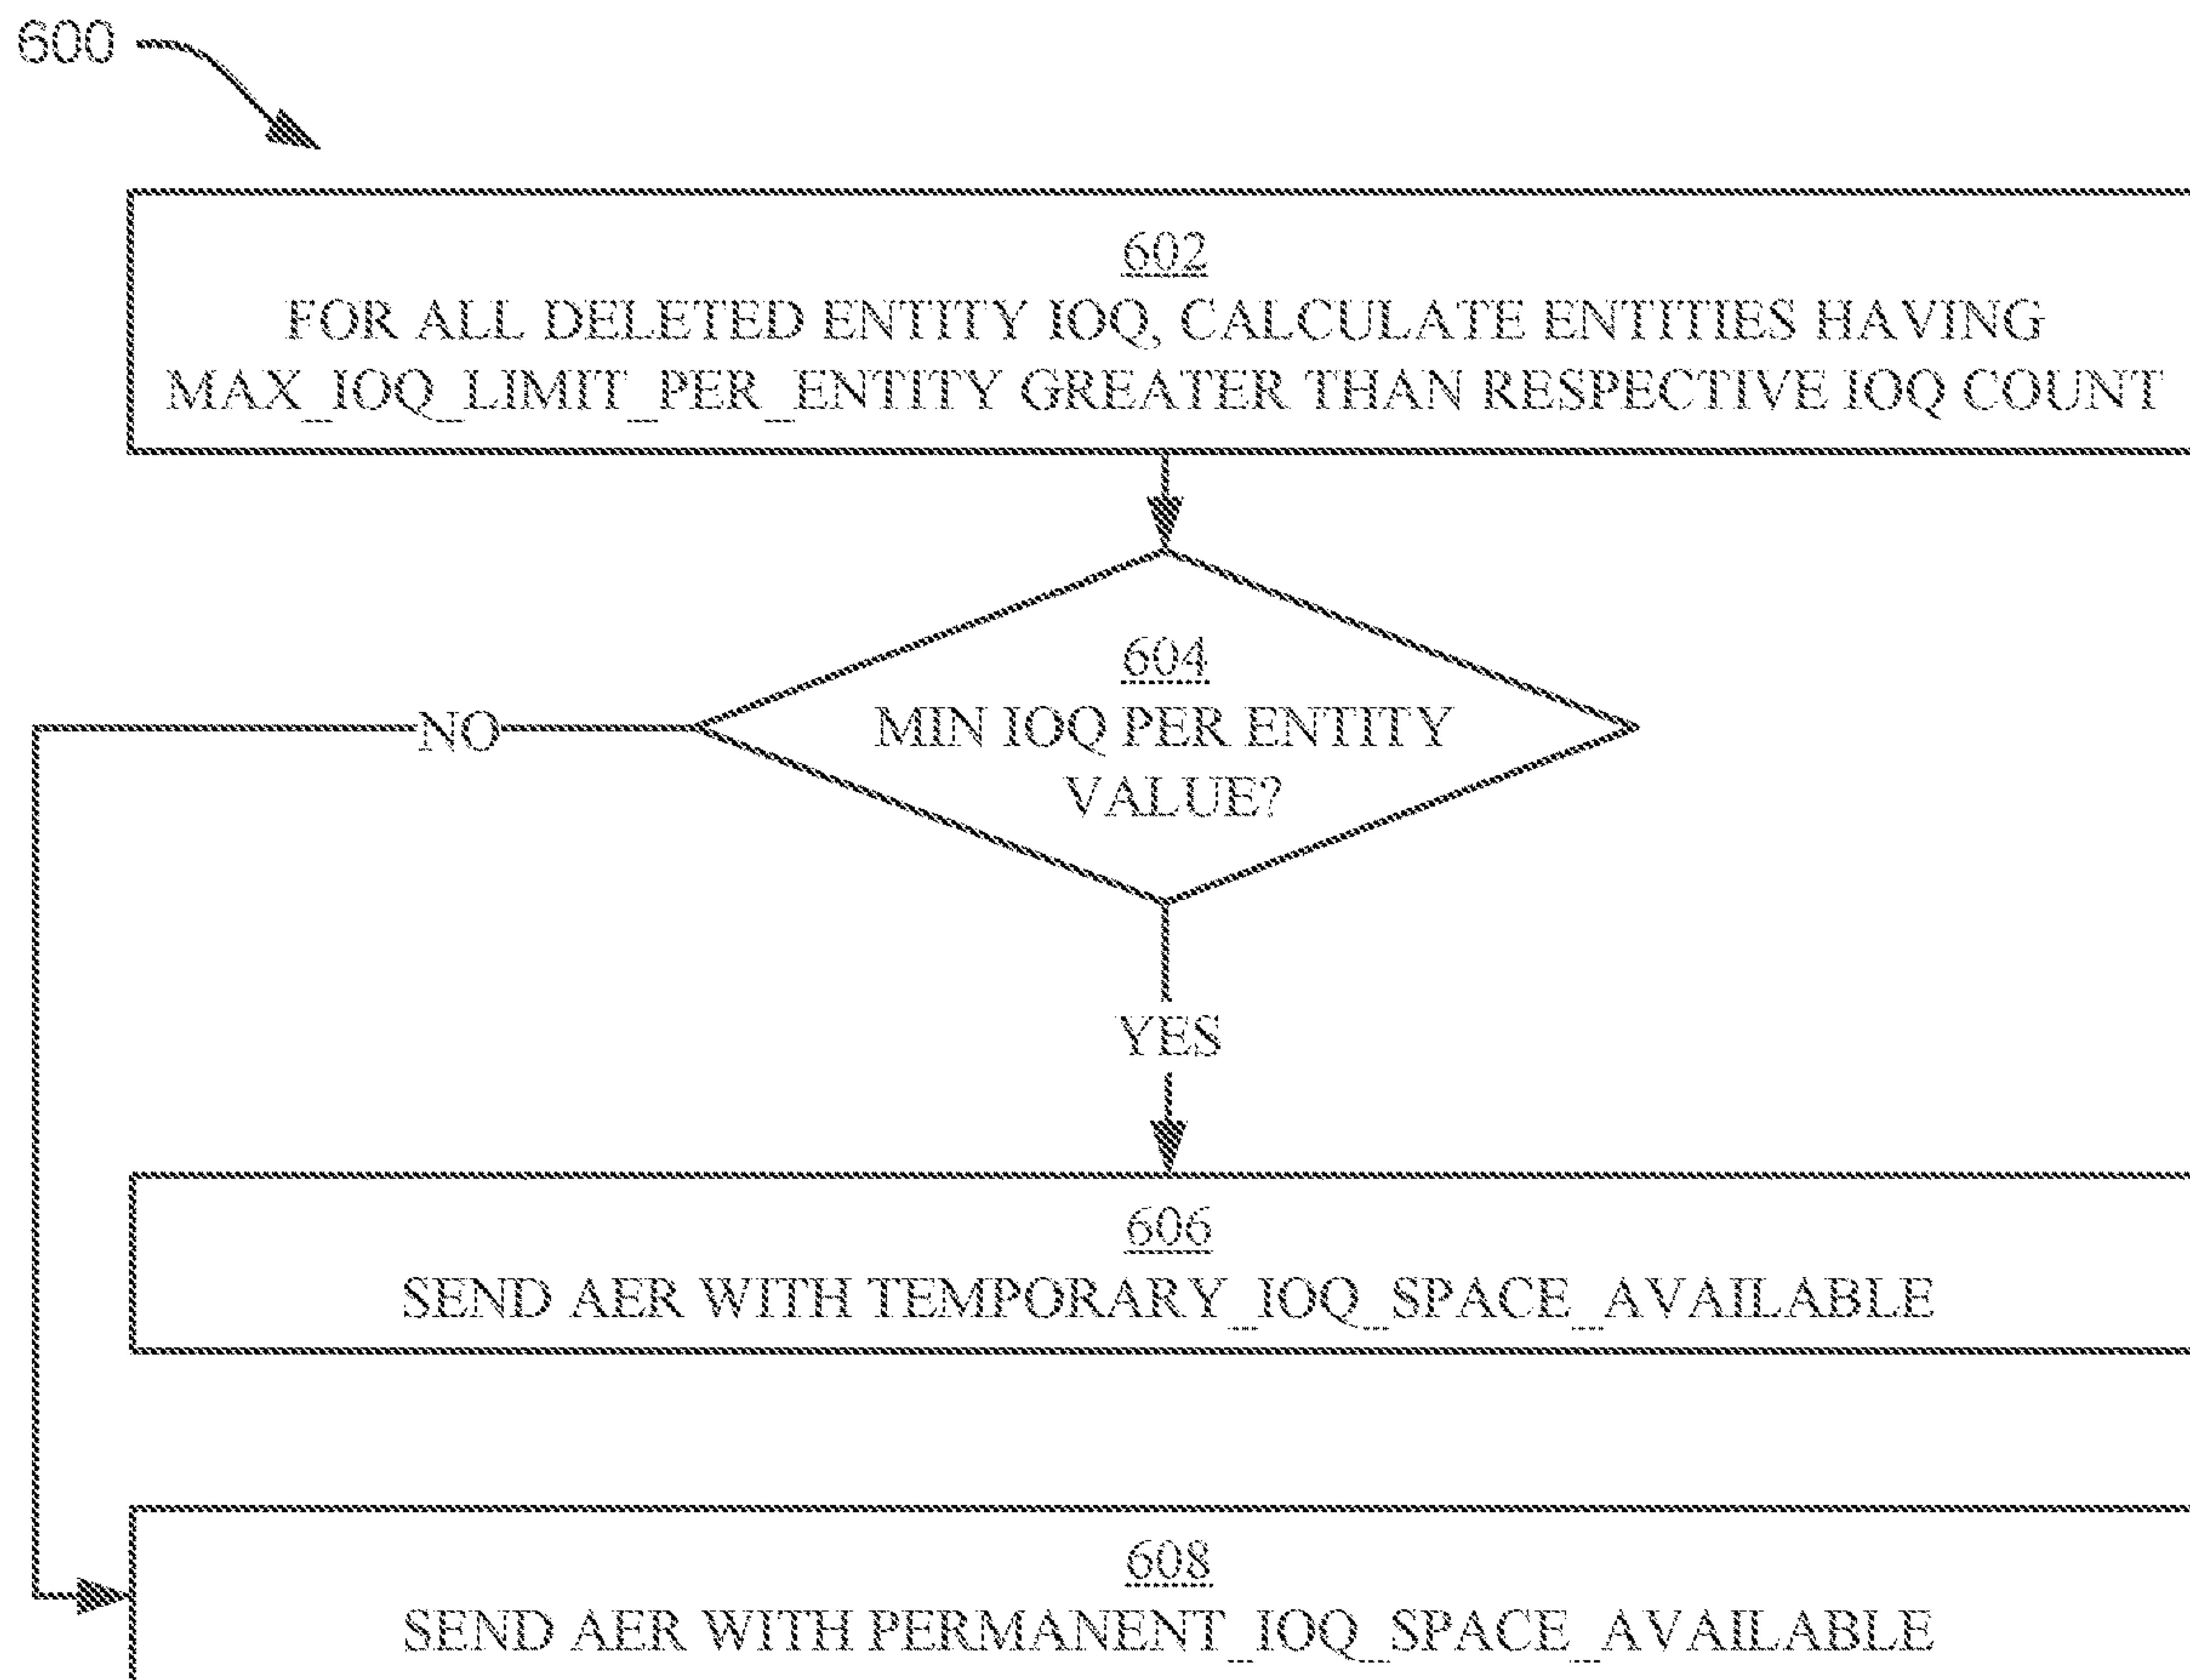 600
602
FOR ALL DELETED ENTITY IOQ, CALCULATE ENTITIES HAVING
MAX_IOQ_LIMIT_PER_ENTITY GREATER THAN RESPECTIVE IOQ COUNT
604
MIN IOQ PER ENTITY
VALUE?
NO
YES
606
SEND AER WITH TEMPORARY_IOQ_SPACE_AVAILABLE
608
SEND AER WITH PERMANENT_IOQ_SPACE_AVAILABLE